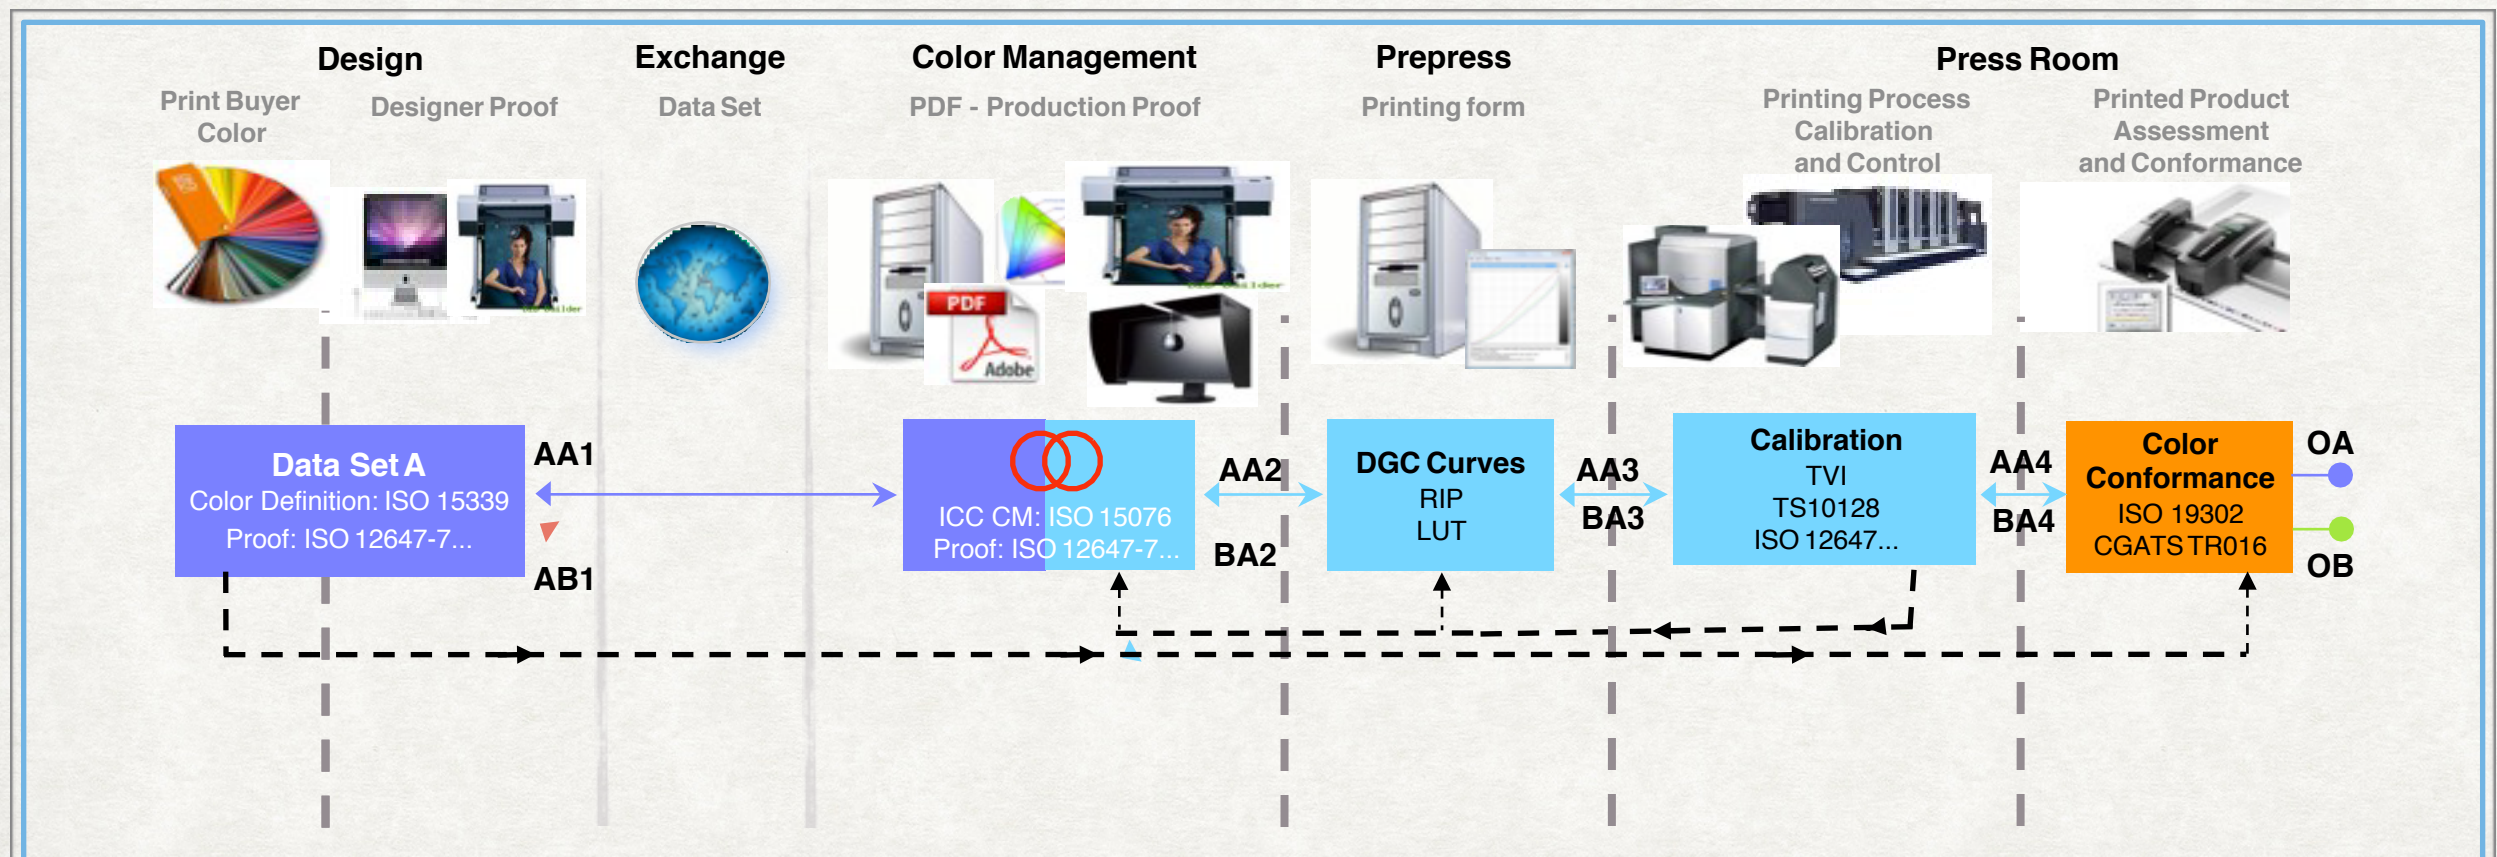 Design
Exchange
Color Management
Prepress
Press Room
Print Buyer
Color
Designer Proof
Data Set
PDF - Production Proof
Printing form
Printing Process
Calibration
and Control
Printed Product
Assessment
and Conformance
PDF
Adobe
Data Set A
Color Definition: ISO 15339
Proof: ISO 12647-7...
AA1
AB1
ICC CM: ISO 15076
Proof: ISO 12647-7...
AA2
BA2
DGC Curves
RIP
LUT
AA3
BA3
Calibration
TVI
TS10128
ISO 12647...
AA4
BA4
Color
Conformance
ISO 19302
CGATS TR016
OA
OB